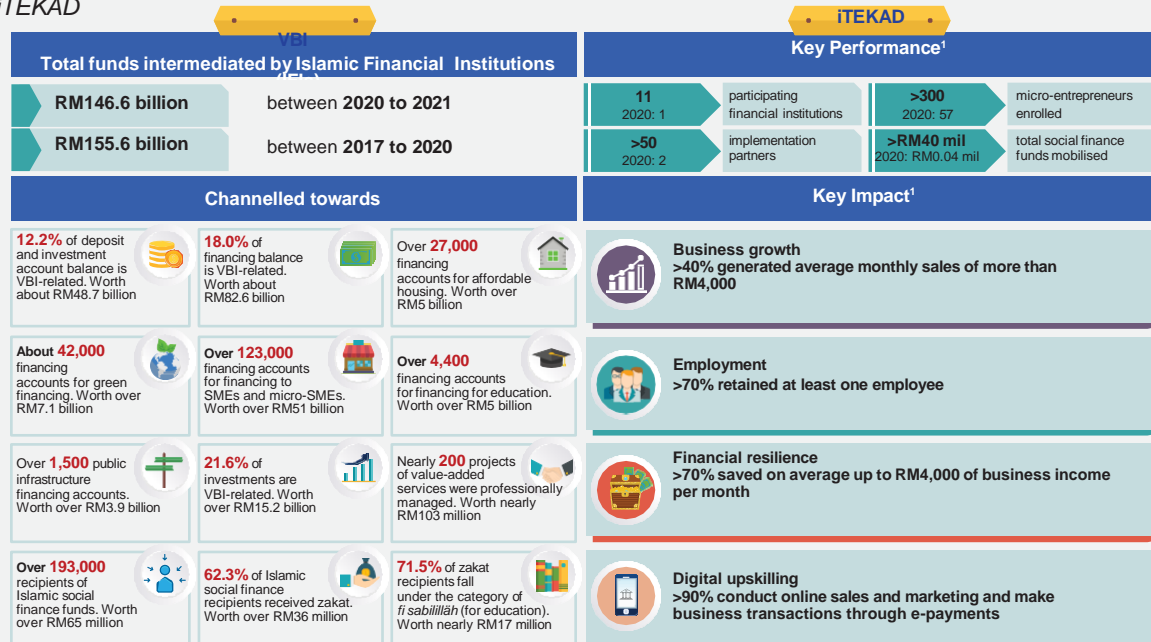 iTEKAD
VBI
Total funds intermediated by Islamic Financial Institutions
(IFIs)
RM146.6 billion
between 2020 to 2021
RM155.6 billion
between 2017 to 2020
Channelled towards
12.2% of deposit
and investment
account balance is
VBI-related. Worth
about RM48.7 billion
18.0% of
financing balance
is VBI-related.
Worth about
RM82.6 billion
Over 27,000
financing
accounts for affordable
housing. Worth over
RM5 billion
About 42,000
financing
accounts for green
financing. Worth over
RM7.1 billion
Over 123,000
financing accounts
for financing to
SMEs and micro-SMEs.
Worth over RM51 billion
Over 4,400
financing accounts
for financing for education.
Worth over RM5 billion
Over 1,500 public
infrastructure
financing accounts.
Worth over RM3.9 billion
21.6% of
investments are
VBI-related. Worth
over RM15.2 billion
Nearly 200 projects
of value-added
services were professionally
managed. Worth nearly
RM103 million
Over 193,000
recipients of
Islamic social
finance funds. Worth
over RM65 million
62.3% of Islamic
social finance
recipients received zakat.
Worth over RM36 million
71.5% of zakat
recipients fall
under the category of
fi sabilillāh (for education).
Worth nearly RM17 million
iTEKAD
Key Performance¹
11
2020: 1
participating
financial institutions
>300
2020: 57
micro-entrepreneurs
enrolled
>50
2020: 2
implementation
partners
>RM40 mil
2020: RM0.04 mil
total social finance
funds mobilised
Key Impact¹
Business growth
>40% generated average monthly sales of more than
RM4,000
Employment
>70% retained at least one employee
Financial resilience
>70% saved on average up to RM4,000 of business income
per month
Digital upskilling
>90% conduct online sales and marketing and make
business transactions through e-payments